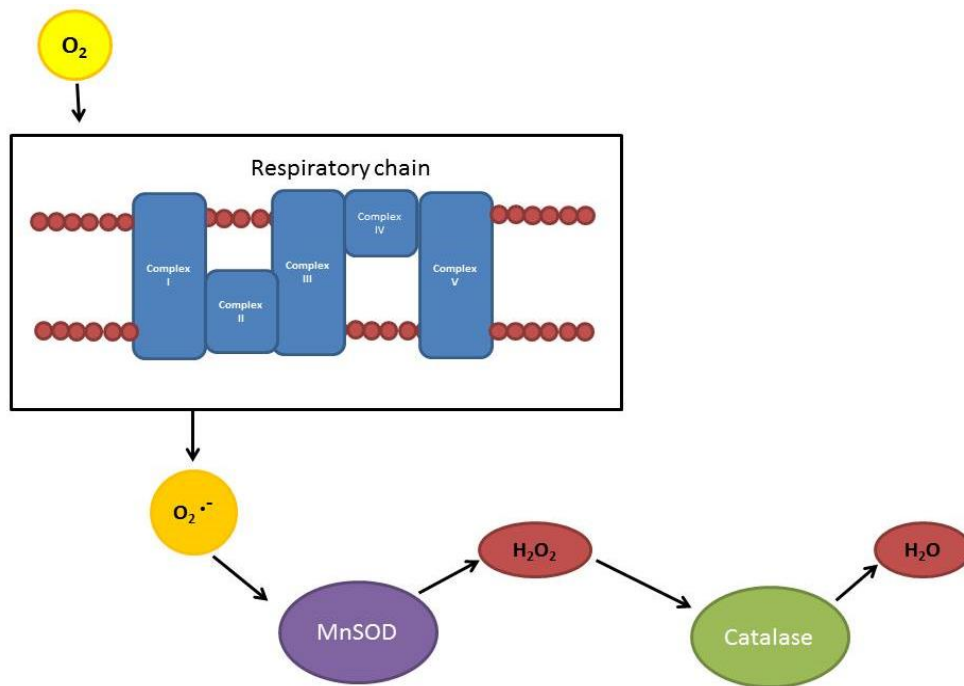 O₂
Respiratory chain
Complex
I
Complex
II
Complex
III
Complex
IV
Complex
V
O₂•-
H₂O₂
H₂O
MnSOD
Catalase